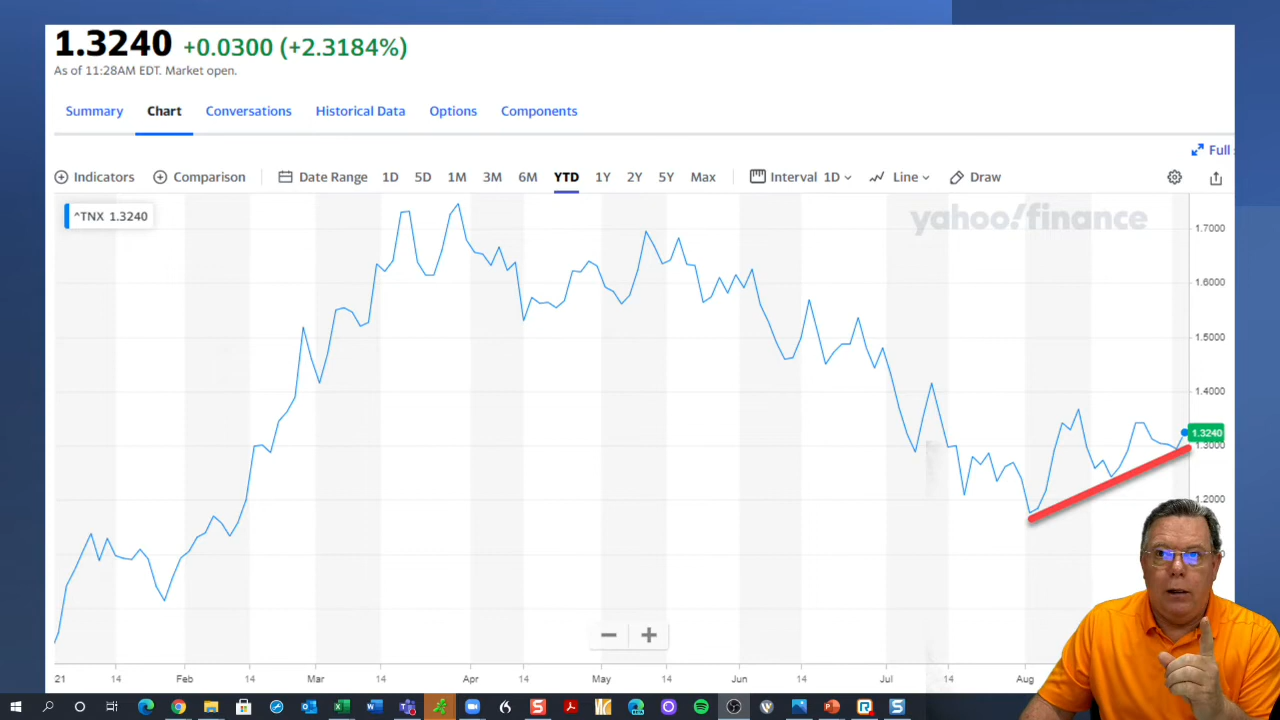 1.3240 +0.0300 (+2.3184%)
As of 11:28AM EDT. Market open.
Summary Chart Conversations Historical Data Options Components
Full
Indicators Comparison Date Range 1D 5D 1M 3M 6M YTD 1Y 2Y 5Y Max Interval 1D Line Draw
^TNX 1.3240
yahoo!finance
1.7000
1.6000
1.5000
1.4000
1.3240
1.3000
1.2000
21 14 Feb 14 Mar 14 Apr 14 May 14 Jun 14 Jul 14 Aug